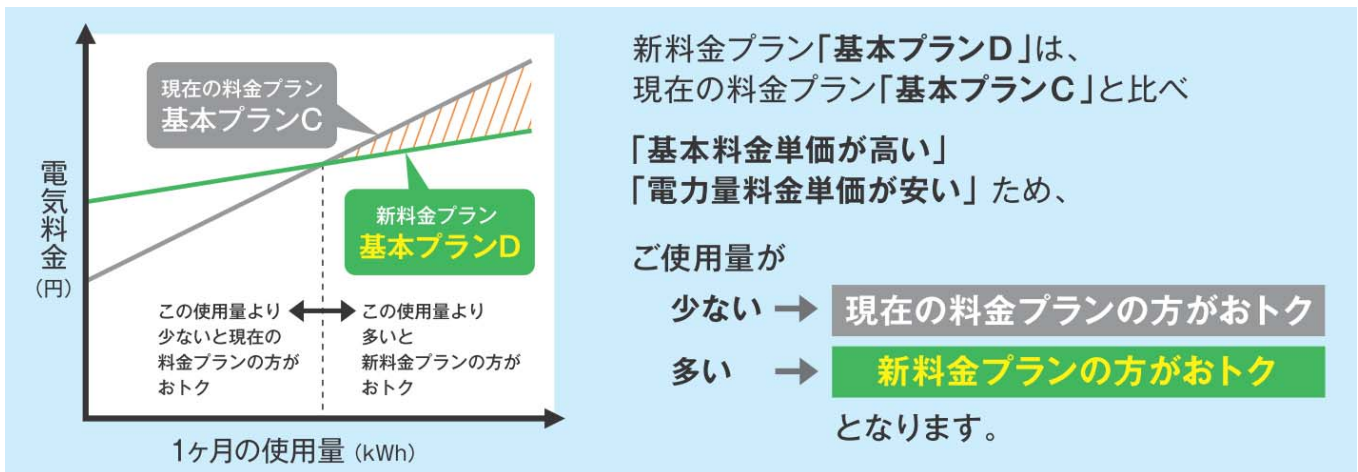 現在の料金プラン
基本プランC
新料金プラン
基本プランD
電気料金
(円)
この使用量より
少ないと現在の
料金プランの方が
おトク
この使用量より
多いと
新料金プランの方が
おトク
1ヶ月の使用量 (kWh)
新料金プラン「基本プランD」は、
現在の料金プラン「基本プランC」と比べ
「基本料金単価が高い」
「電力量料金単価が安い」ため、
ご使用量が
少ない → 現在の料金プランの方がおトク
多い → 新料金プランの方がおトク
となります。